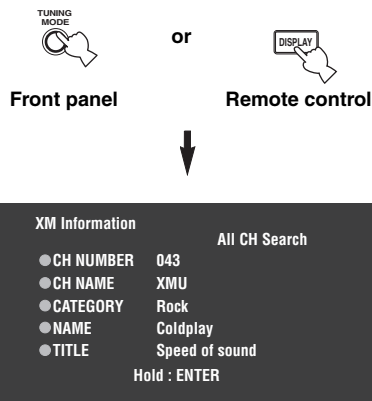 TUNING
MODE
or
DISPLAY
Front panel
Remote control
XM Information
All CH Search
CH NUMBER 043
CH NAME XMU
CATEGORY Rock
NAME Coldplay
TITLE Speed of sound
Hold : ENTER